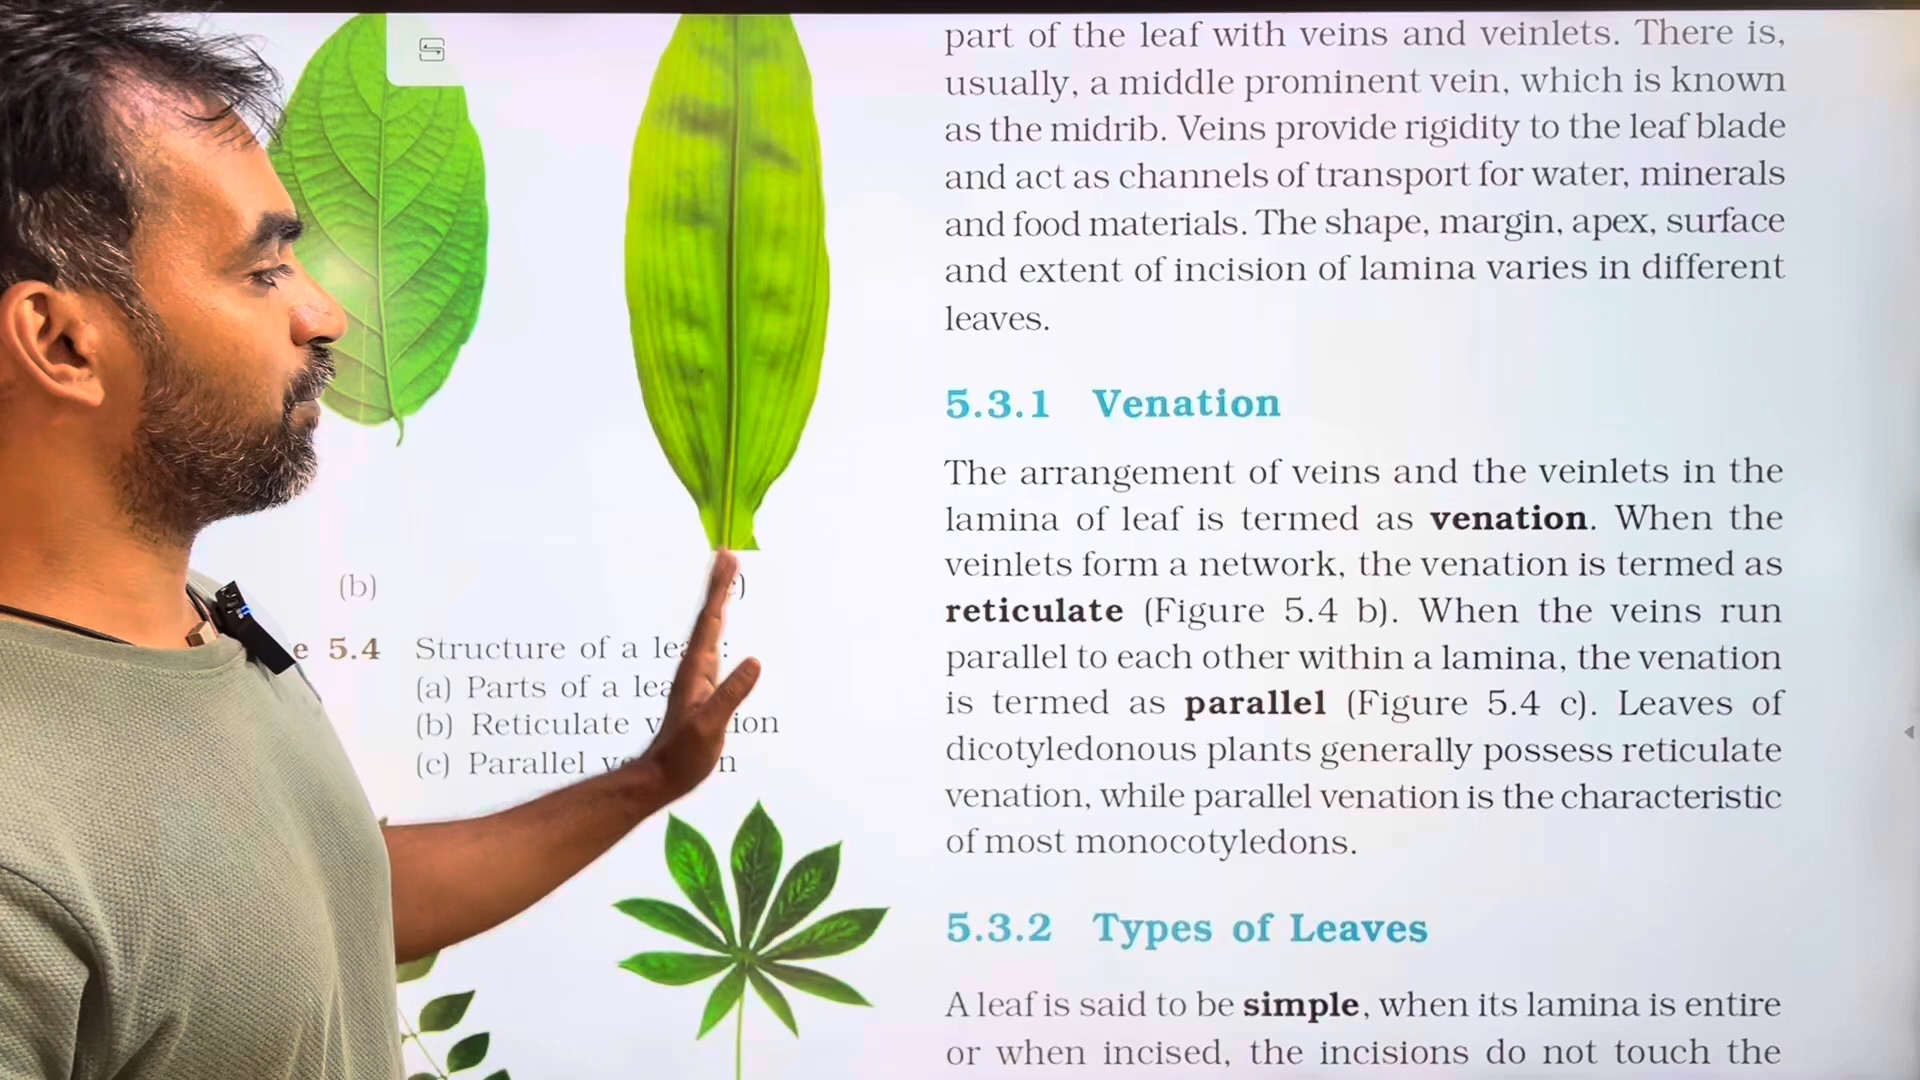 (b)
5.4 Structure of a
(a) Parts of a
(b) Reticulate
(c) Parallel
part of the leaf with veins and veinlets. There is,
usually, a middle prominent vein, which is known
as the midrib. Veins provide rigidity to the leaf blade
and act as channels of transport for water, minerals
and food materials. The shape, margin, apex, surface
and extent of incision of lamina varies in different
leaves.
5.3.1 Venation
The arrangement of veins and the veinlets in the
lamina of leaf is termed as venation. When the
veinlets form a network, the venation is termed as
reticulate (Figure 5.4 b). When the veins run
parallel to each other within a lamina, the venation
is termed as parallel (Figure 5.4 c). Leaves of
dicotyledonous plants generally possess reticulate
venation, while parallel venation is the characteristic
of most monocotyledons.
5.3.2 Types of Leaves
A leaf is said to be simple, when its lamina is entire
or when incised, the incisions do not touch the